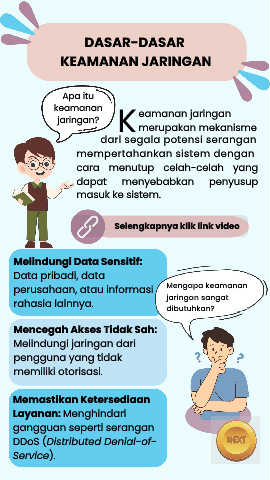 DASAR-DASAR
KEAMANAN JARINGAN
Apa itu
keamanan
jaringan?
Keamanan jaringan
merupakan mekanisme
dari segala potensi serangan
mempertahankan sistem dengan
cara menutup celah-celah yang
dapat menyebabkan penyusup
masuk ke sistem.
Selengkapnya klik link video
Melindungi Data Sensitif:
Data pribadi, data
perusahaan, atau informasi
rahasia lainnya.
Mengapa keamanan
jaringan sangat
dibutuhkan?
Mencegah Akses Tidak Sah:
Melindungi jaringan dari
pengguna yang tidak
memiliki otorisasi.
Memastikan Ketersediaan
Layanan: Menghindari
gangguan seperti serangan
DDoS (Distributed Denial-of-
Service).
NEXT